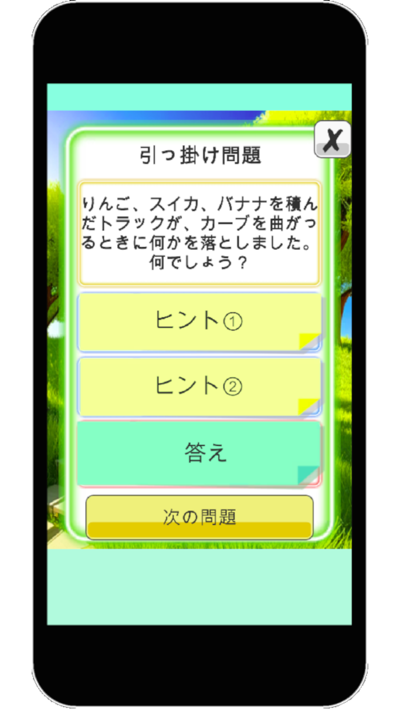 引っ掛け問題
X
りんご、スイカ、バナナを積ん
だトラックが、カーブを曲がっ
るときに何かを落としました。
何でしょう？
ヒント①
ヒント②
答え
次の問題